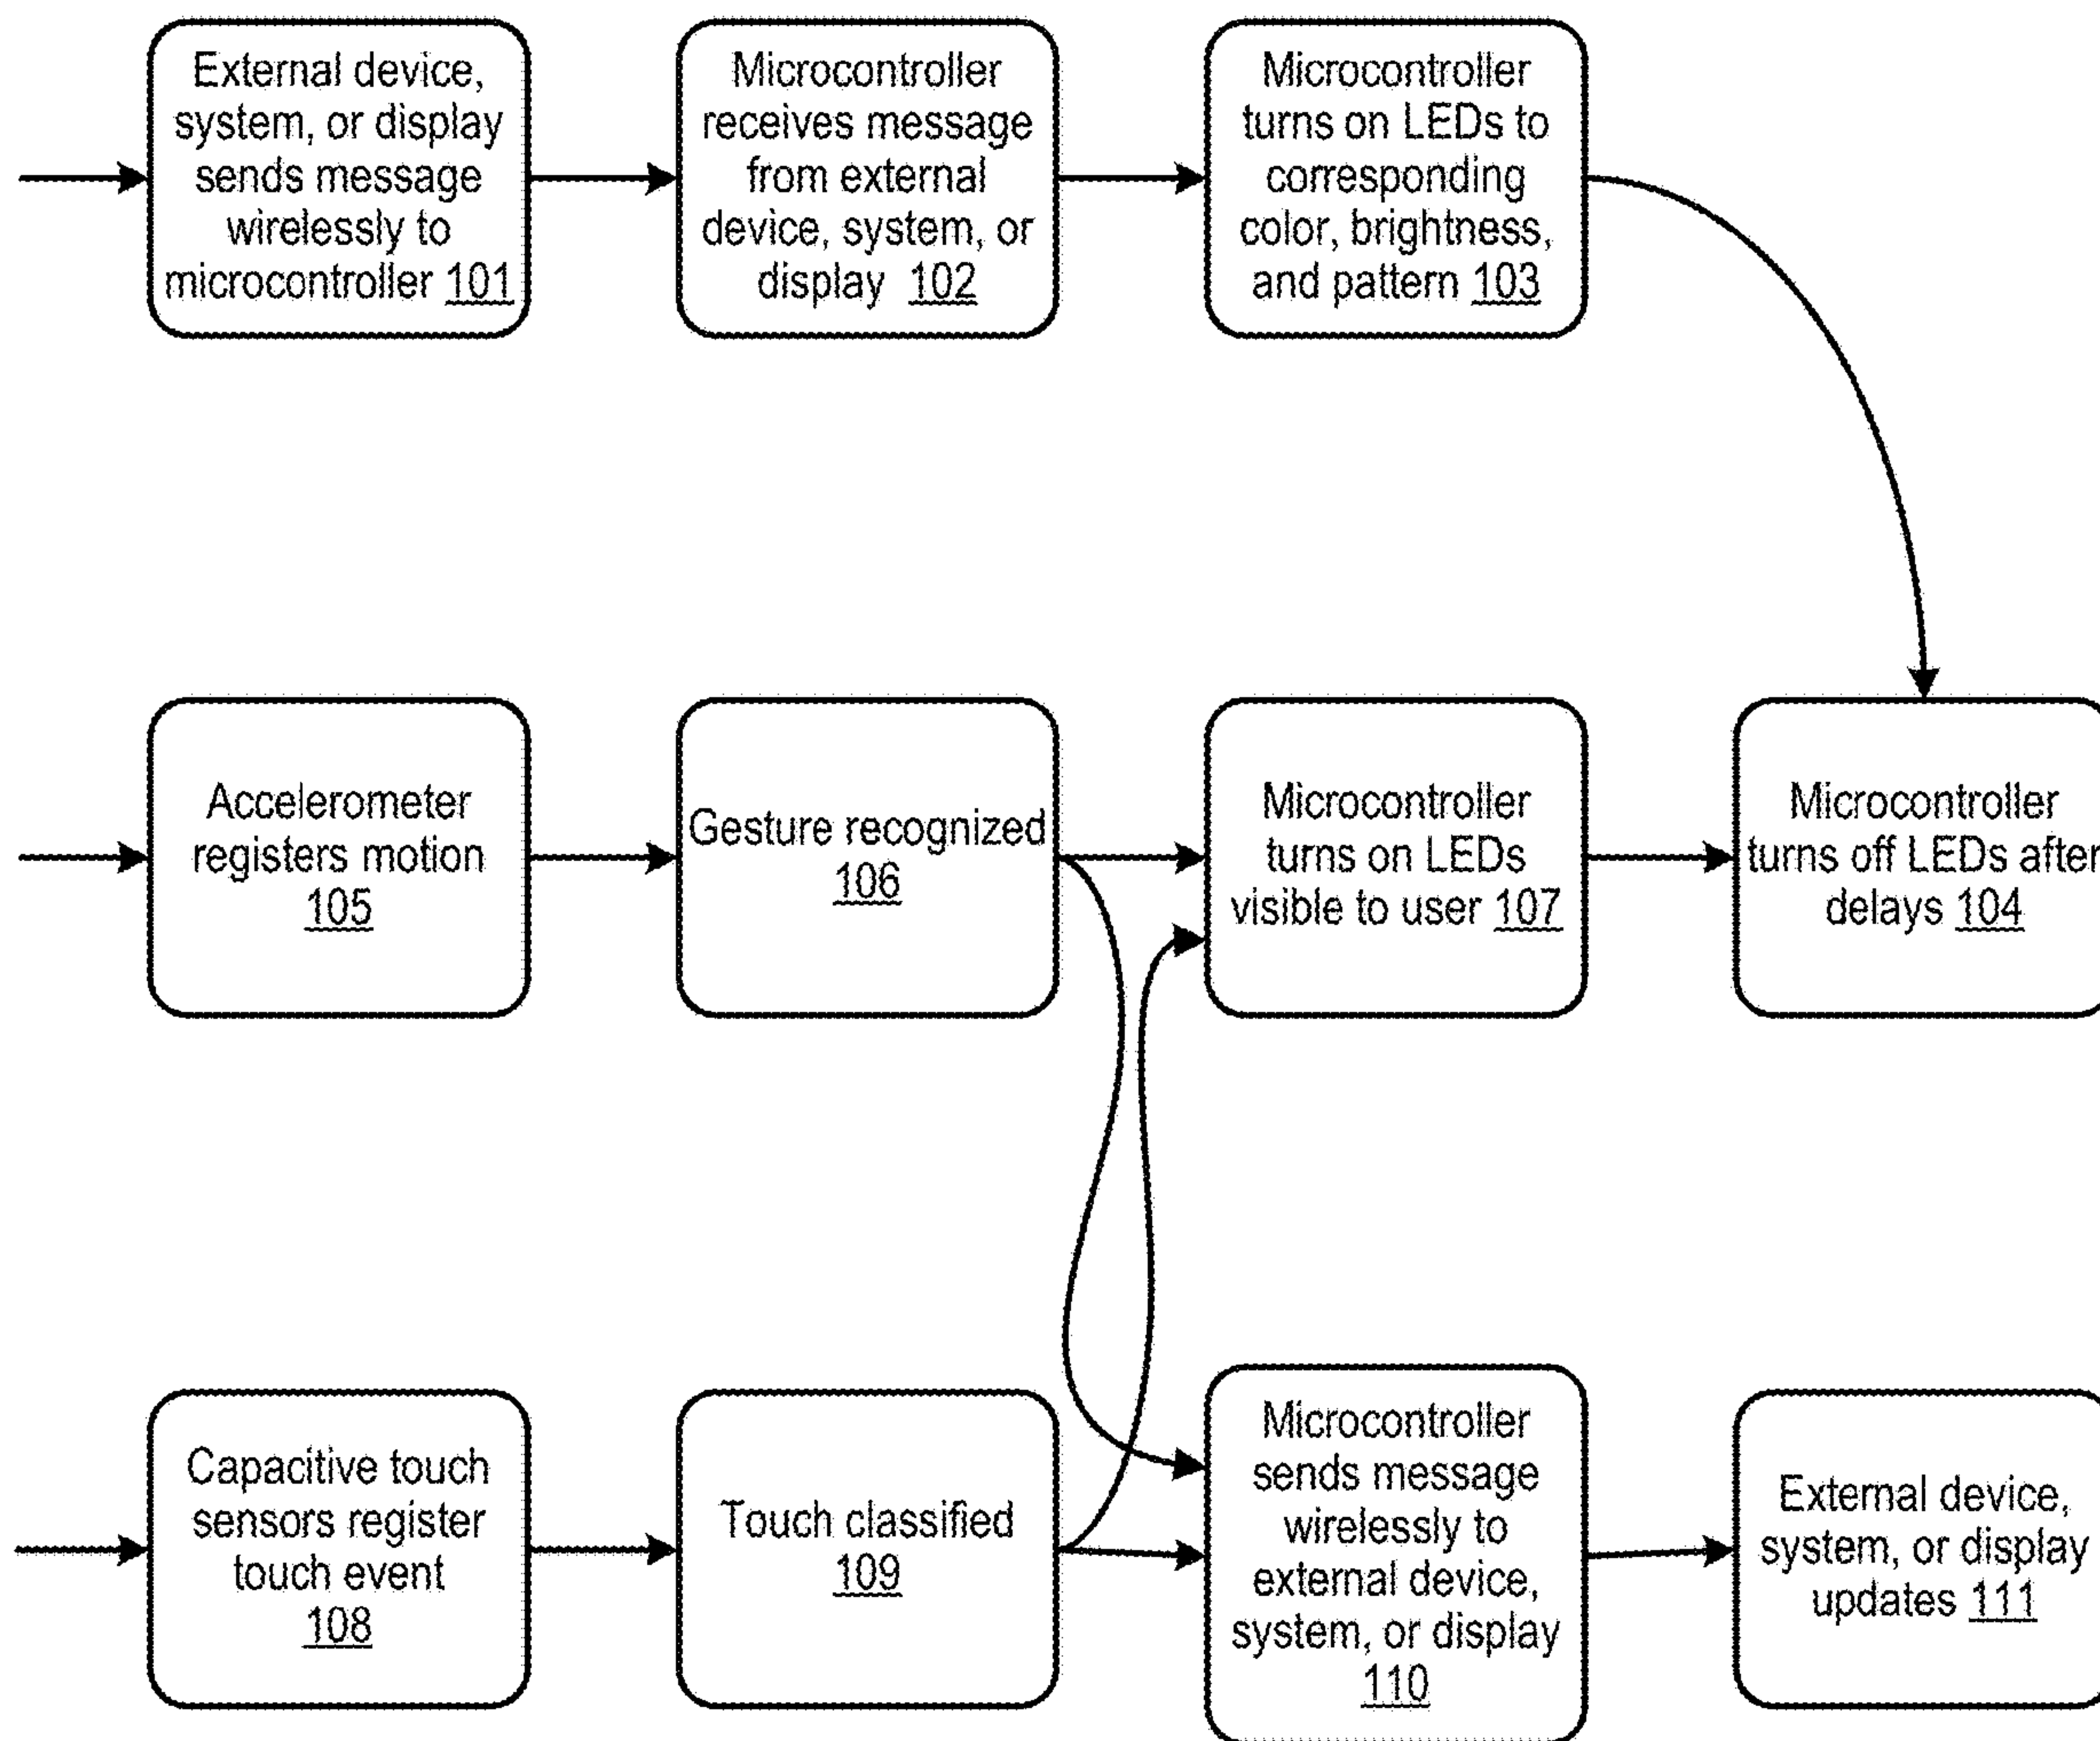 External device,
system, or display
sends message
wirelessly to
microcontroller 101
Microcontroller
receives message
from external
device, system, or
display 102
Microcontroller
turns on LEDs to
corresponding
color, brightness,
and pattern 103
Accelerometer
registers motion
105
Gesture recognized
106
Microcontroller
turns on LEDs
visible to user 107
Microcontroller
turns off LEDs after
delays 104
Capacitive touch
sensors register
touch event
108
Touch classified
109
Microcontroller
sends message
wirelessly to
external device,
system, or display
110
External device,
system, or display
updates 111